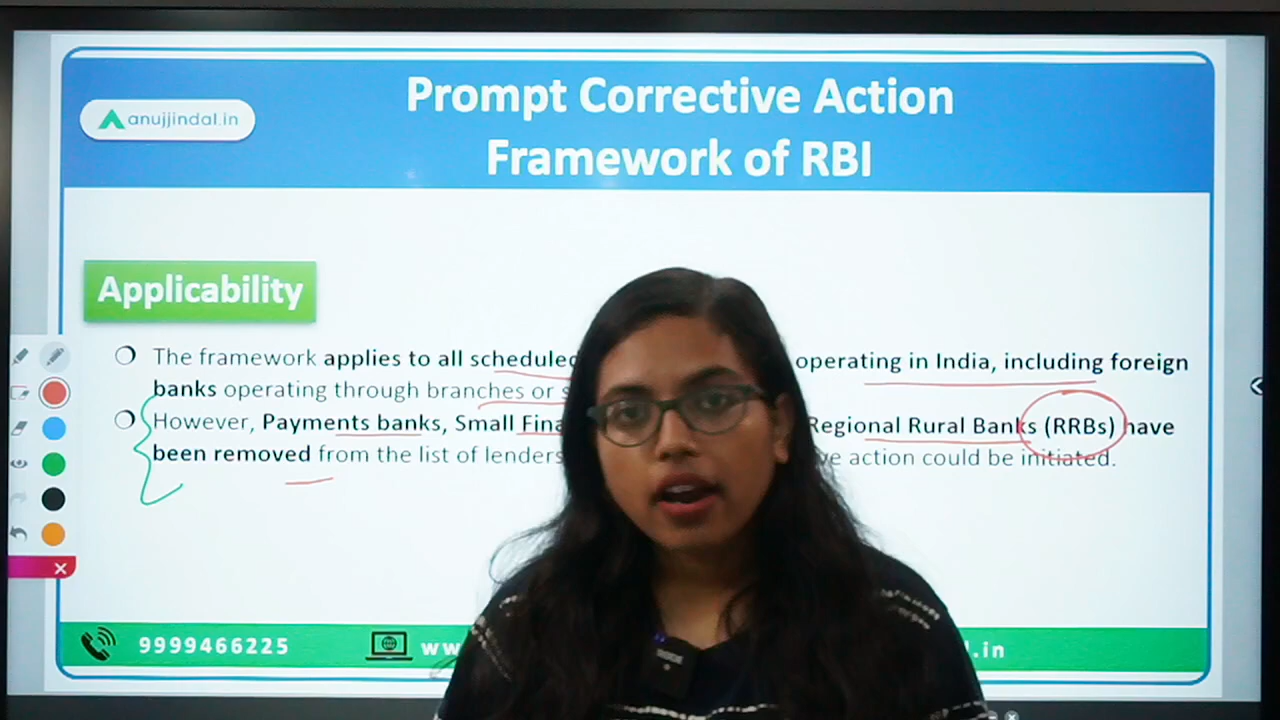 Prompt Corrective Action
anujjindal.in
Framework of RBI
Applicability
The framework applies to all scheduled operating in India, including foreign
banks operating through branches or
However, Payments banks, Small Regional Rural Banks (RRBs) have
been removed from the list of lenders action could be initiated.
9999466225